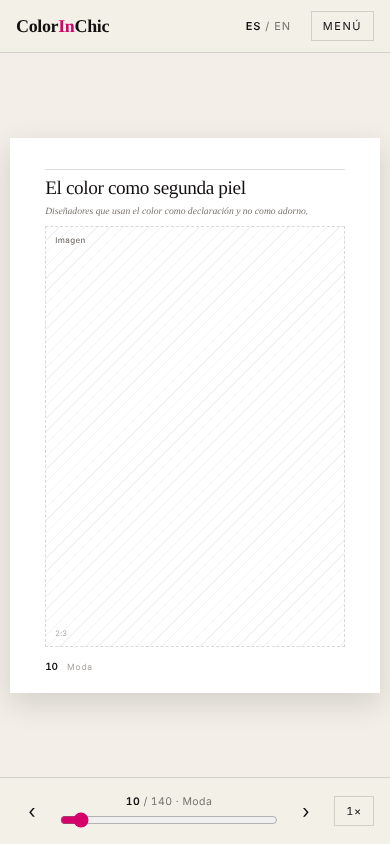 ColorInChic
ES / EN
MENÚ
El color como segunda piel
Diseñadores que usan el color como declaración y no como adorno.
Imagen
2:3
10 Moda
‹
10 / 140 · Moda
›
1×